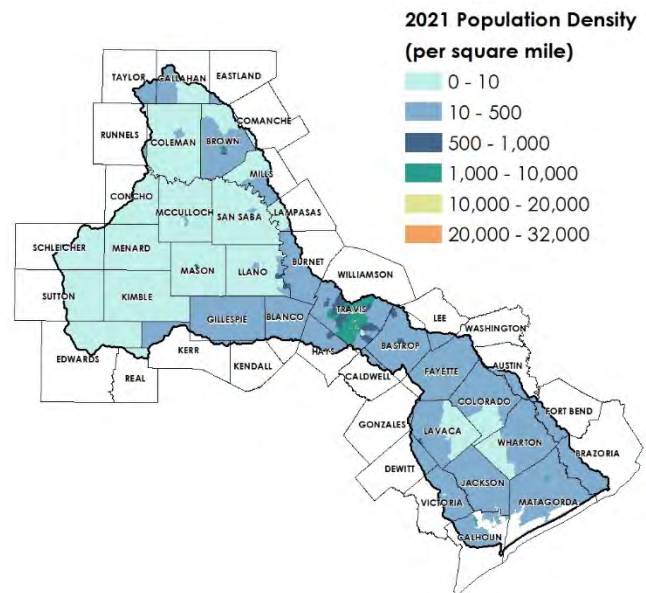 2021 Population Density
(per square mile)
0 - 10
10 - 500
500 - 1,000
1,000 - 10,000
10,000 - 20,000
20,000 - 32,000
TAYLOR
CALLAHAN
EASTLAND
RUNNELS
COLEMAN
BROWN
COMANCHE
MILLS
CONCHO
MCCULLOCH
SAN SABA
LAMPASAS
SCHLEICHER
MENARD
MASON
LLANO
BURNET
WILLIAMSON
SUTTON
KIMBLE
GILLESPIE
BLANCO
TRAVIS
LEE
WASHINGTON
EDWARDS
REAL
KERR
KENDALL
HAYS
BASTROP
CALDWELL
FAYETTE
AUSTIN
COLORADO
FORT BEND
GONZALES
LAVACA
WHARTON
BRAZORIA
DEWITT
JACKSON
VICTORIA
MATAGORDA
CALHOUN